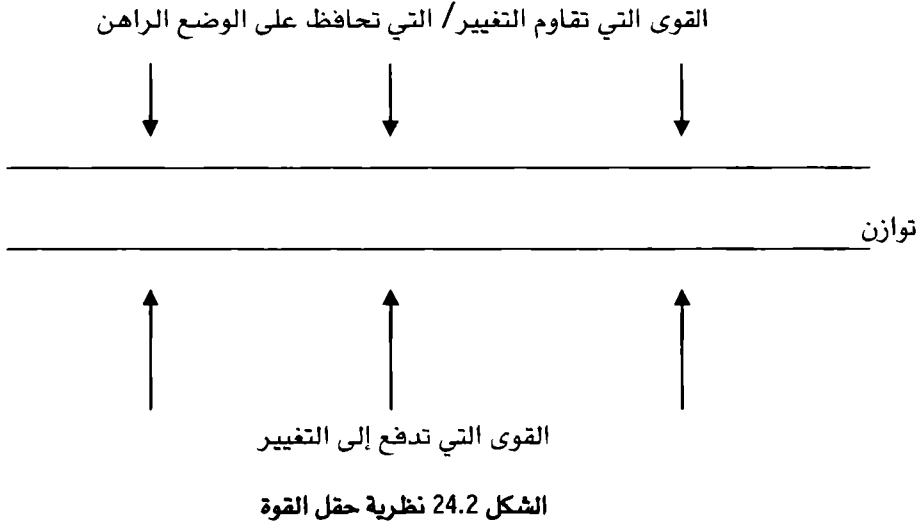 القوى التي تقاوم التغيير/ التي تحافظ على الوضع الراهن
توازن
القوى التي تدفع إلى التغيير
الشكل 24.2 نظرية حقل القوة